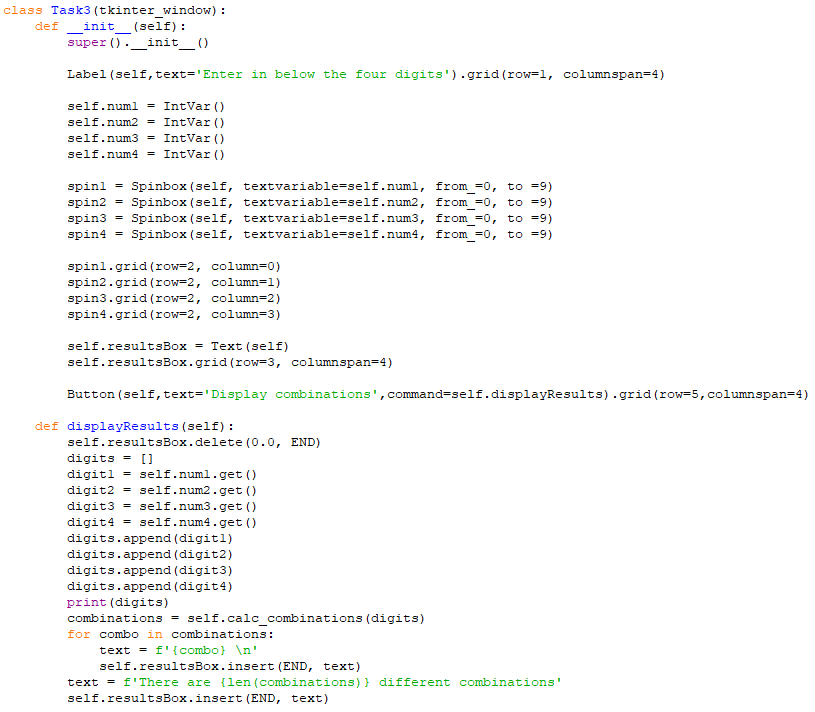 class Task3(tkinter_window):
    def __init__(self):
        super().__init__()

        Label(self,text='Enter in below the four digits').grid(row=1, columnspan=4)

        self.num1 = IntVar()
        self.num2 = IntVar()
        self.num3 = IntVar()
        self.num4 = IntVar()

        spin1 = Spinbox(self, textvariable=self.num1, from_=0, to =9)
        spin2 = Spinbox(self, textvariable=self.num2, from_=0, to =9)
        spin3 = Spinbox(self, textvariable=self.num3, from_=0, to =9)
        spin4 = Spinbox(self, textvariable=self.num4, from_=0, to =9)

        spin1.grid(row=2, column=0)
        spin2.grid(row=2, column=1)
        spin3.grid(row=2, column=2)
        spin4.grid(row=2, column=3)

        self.resultsBox = Text(self)
        self.resultsBox.grid(row=3, columnspan=4)

        Button(self,text='Display combinations',command=self.displayResults).grid(row=5,columnspan=4)

    def displayResults(self):
        self.resultsBox.delete(0.0, END)
        digits = []
        digit1 = self.num1.get()
        digit2 = self.num2.get()
        digit3 = self.num3.get()
        digit4 = self.num4.get()
        digits.append(digit1)
        digits.append(digit2)
        digits.append(digit3)
        digits.append(digit4)
        print(digits)
        combinations = self.calc_combinations(digits)
        for combo in combinations:
            text = f'{combo} \n'
            self.resultsBox.insert(END, text)
        text = f'There are {len(combinations)} different combinations'
        self.resultsBox.insert(END, text)